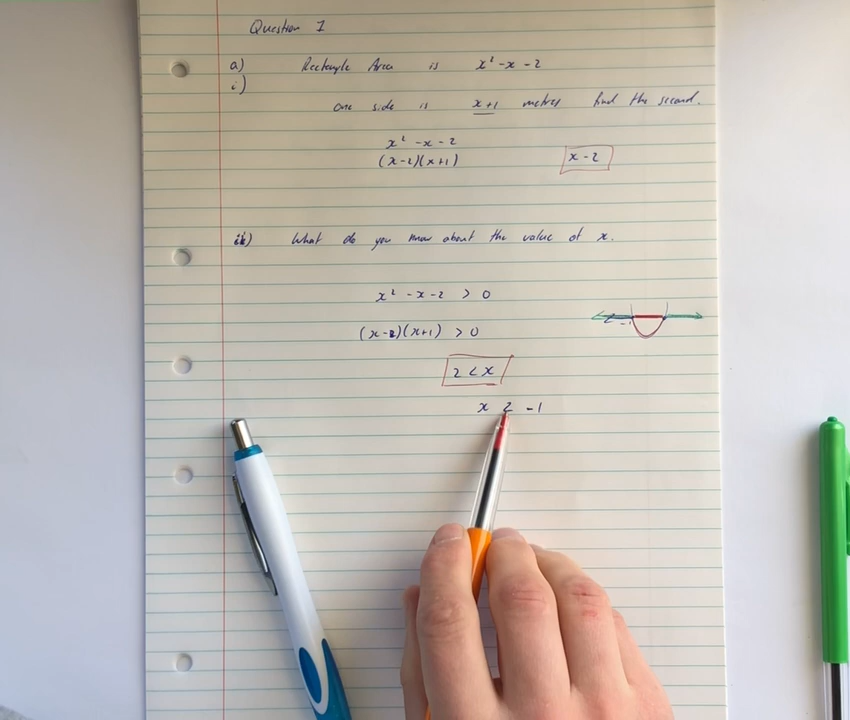 Question 1
a) Rectangle Area is x² - x - 2
i)
one side is x+1 metres find the second.
x² - x - 2
(x-2)(x+1) x - 2
ii) What do you know about the value of x.
x² - x - 2 > 0
-1
(x-2)(x+1) > 0
2 < x
x 2 -1